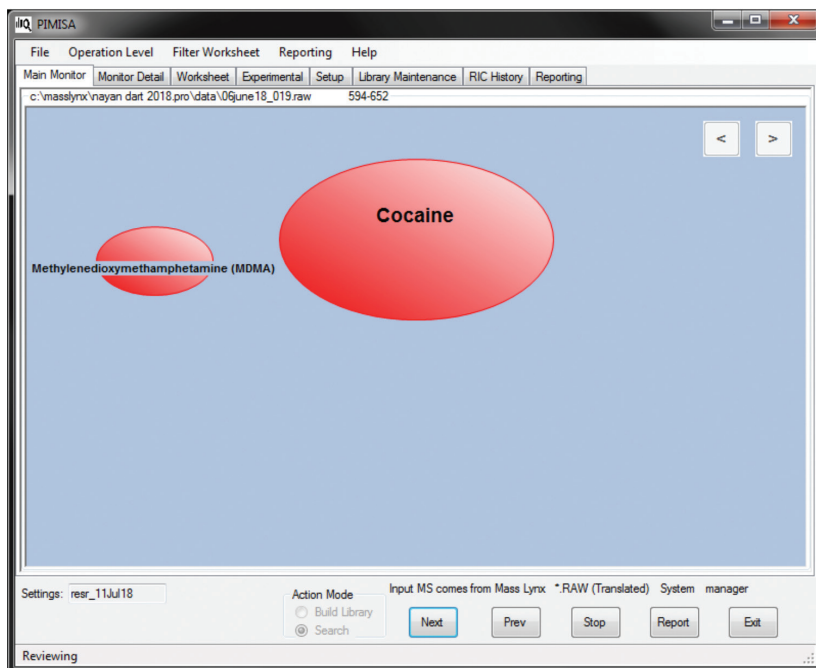 PIMISA
File Operation Level Filter Worksheet Reporting Help
Main Monitor Monitor Detail Worksheet Experimental Setup Library Maintenance RIC History Reporting
c:\masslynx\nayan dart 2018.pro\data\06june18_019.raw 594-652
< >
Cocaine
Methylenedioxymethamphetamine (MDMA)
Settings: resr_11Jul18
Action Mode
Build Library
Search
Input MS comes from Mass Lynx *.RAW (Translated) System manager
Next Prev Stop Report Exit
Reviewing